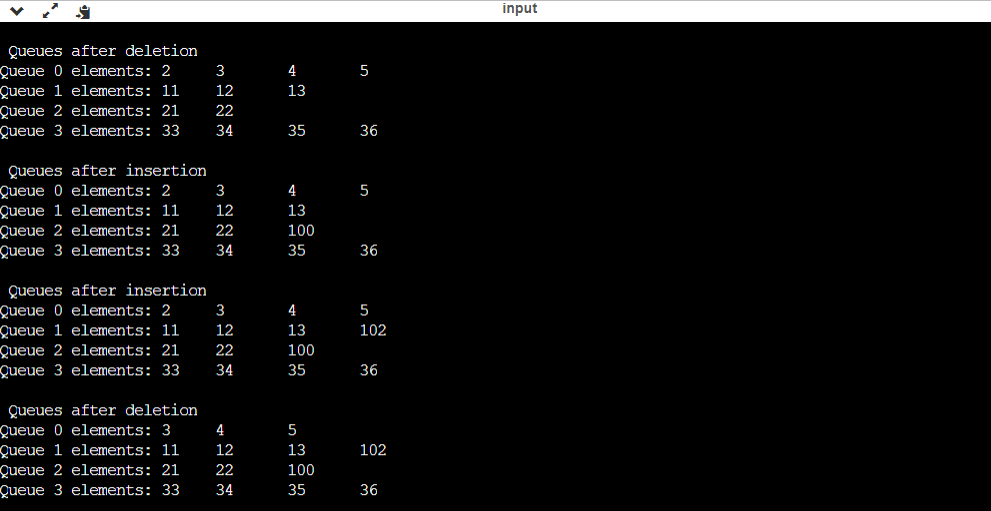 input
Queues after deletion
Queue 0 elements: 2 3 4 5
Queue 1 elements: 11 12 13
Queue 2 elements: 21 22
Queue 3 elements: 33 34 35 36
Queues after insertion
Queue 0 elements: 2 3 4 5
Queue 1 elements: 11 12 13
Queue 2 elements: 21 22 100
Queue 3 elements: 33 34 35 36
Queues after insertion
Queue 0 elements: 2 3 4 5
Queue 1 elements: 11 12 13 102
Queue 2 elements: 21 22 100
Queue 3 elements: 33 34 35 36
Queues after deletion
Queue 0 elements: 3 4 5
Queue 1 elements: 11 12 13 102
Queue 2 elements: 21 22 100
Queue 3 elements: 33 34 35 36